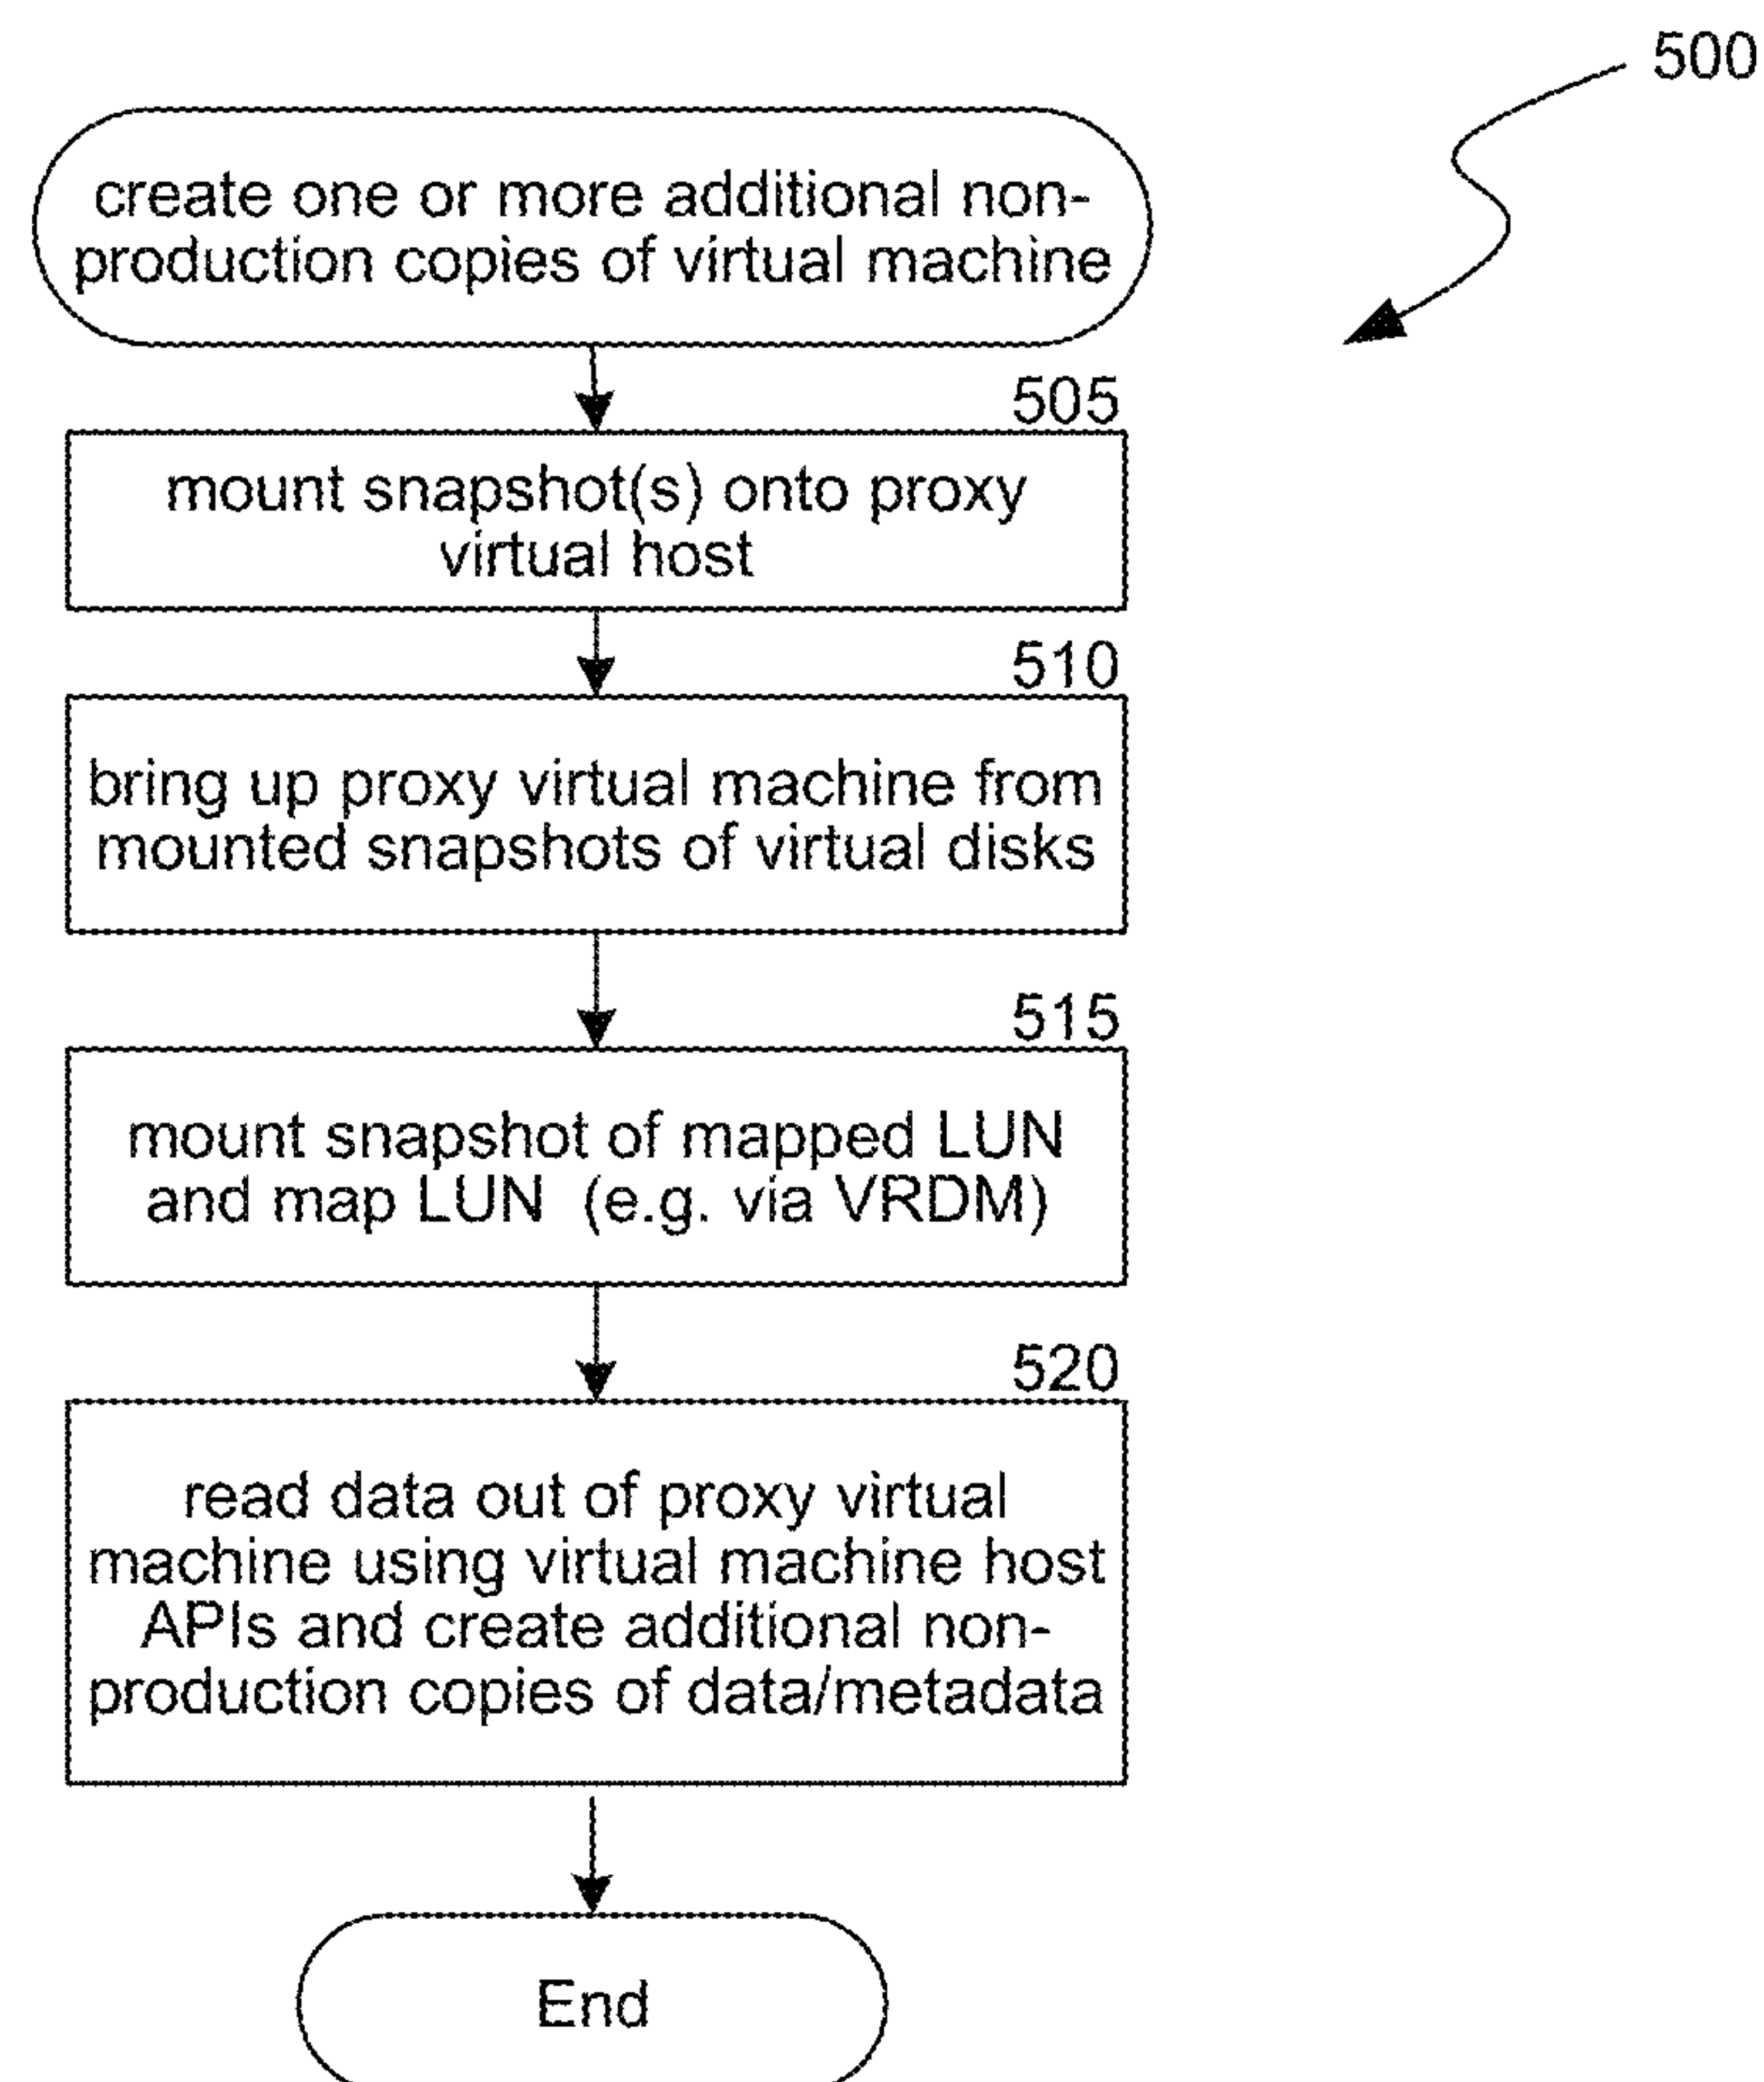 500
create one or more additional non-
production copies of virtual machine
505
mount snapshot(s) onto proxy
virtual host
510
bring up proxy virtual machine from
mounted snapshots of virtual disks
515
mount snapshot of mapped LUN
and map LUN (e.g. via VRDM)
520
read data out of proxy virtual
machine using virtual machine host
APIs and create additional non-
production copies of data/metadata
End